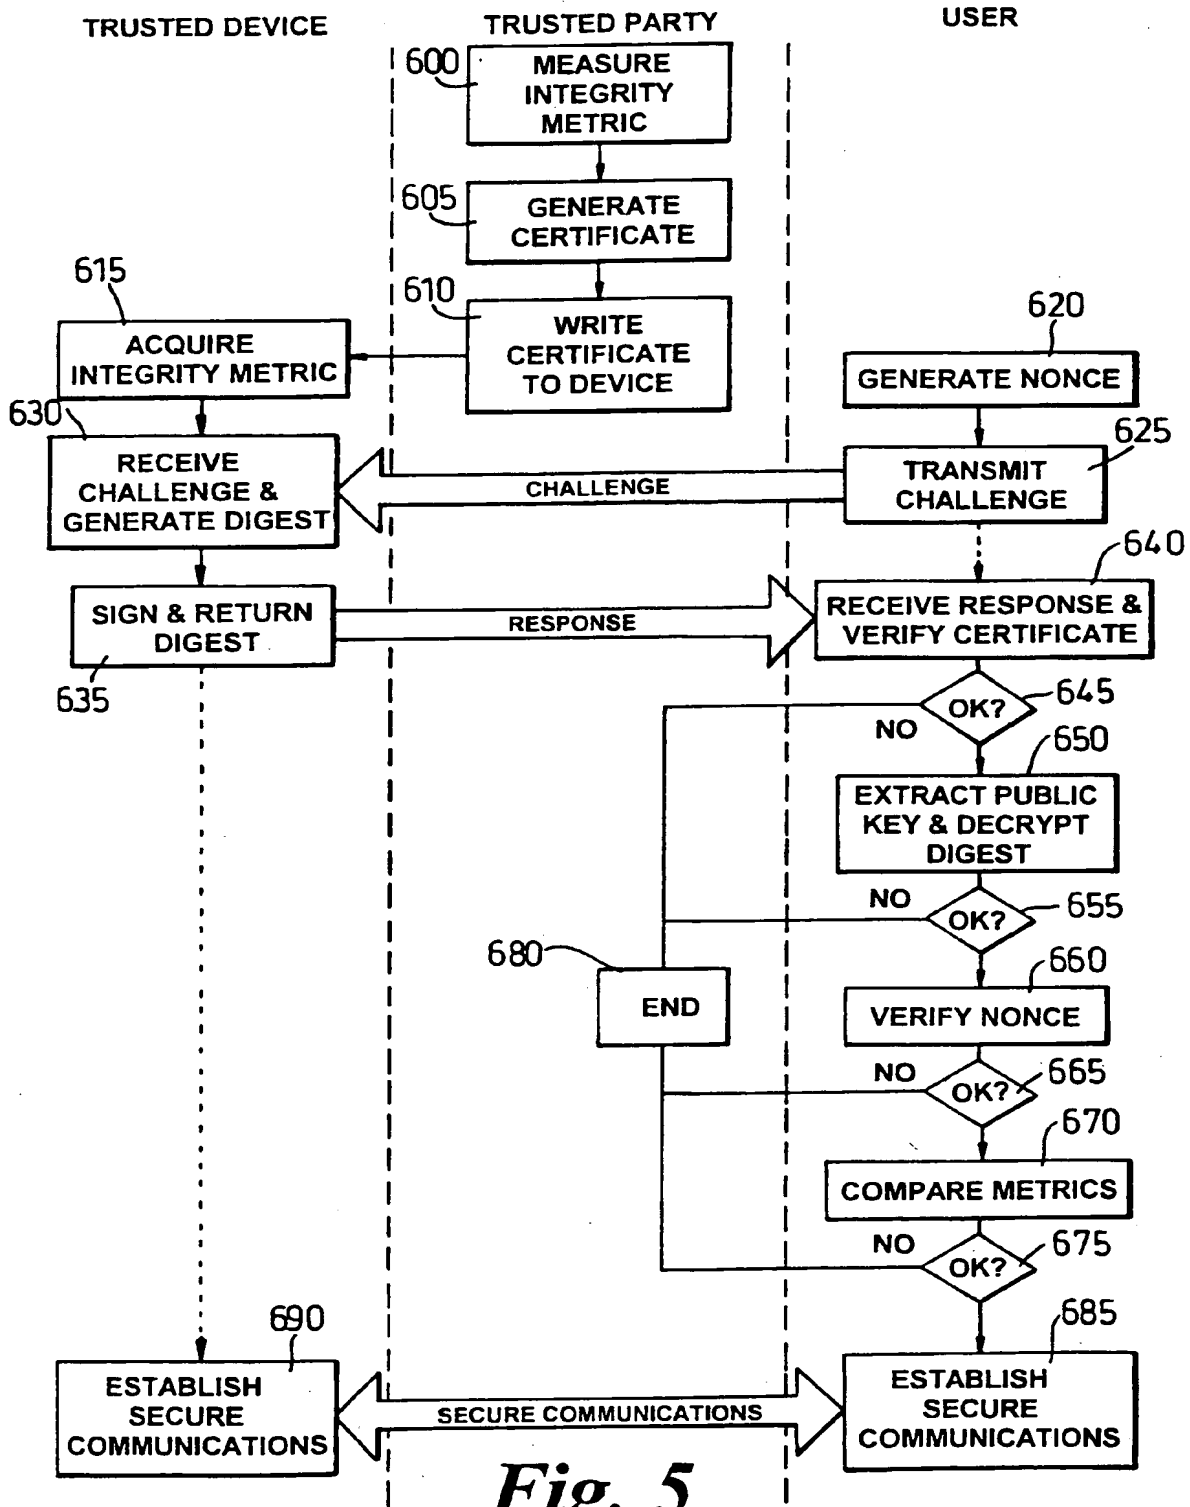 TRUSTED DEVICE
TRUSTED PARTY
USER
600
MEASURE
INTEGRITY
METRIC
605
GENERATE
CERTIFICATE
610
WRITE
CERTIFICATE
TO DEVICE
615
ACQUIRE
INTEGRITY METRIC
620
GENERATE NONCE
625
TRANSMIT
CHALLENGE
CHALLENGE
630
RECEIVE
CHALLENGE &
GENERATE DIGEST
SIGN & RETURN
DIGEST
635
RESPONSE
640
RECEIVE RESPONSE &
VERIFY CERTIFICATE
OK?
645
NO
650
EXTRACT PUBLIC
KEY & DECRYPT
DIGEST
NO
OK?
655
680
END
660
VERIFY NONCE
NO
OK?
665
670
COMPARE METRICS
NO
OK?
675
690
ESTABLISH
SECURE
COMMUNICATIONS
SECURE COMMUNICATIONS
685
ESTABLISH
SECURE
COMMUNICATIONS
Fig. 5